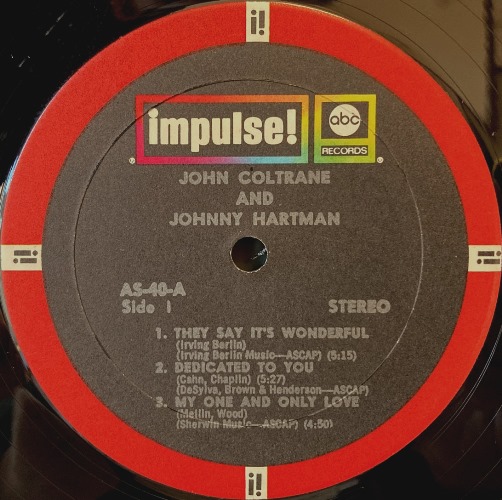 i!
impulse!
abc
RECORDS
®
®
JOHN COLTRANE
AND
JOHNNY HARTMAN
i!
i!
AS-40-A
Side 1
STEREO
1. THEY SAY IT'S WONDERFUL
(Irving Berlin)
(Irving Berlin Music—ASCAP) (5:15)
2. DEDICATED TO YOU
(Cahn, Chaplin) (5:27)
(DeSylva, Brown & Henderson—ASCAP)
3. MY ONE AND ONLY LOVE
(Mellin, Wood)
(Sherwin Music—ASCAP) (4:50)
i!